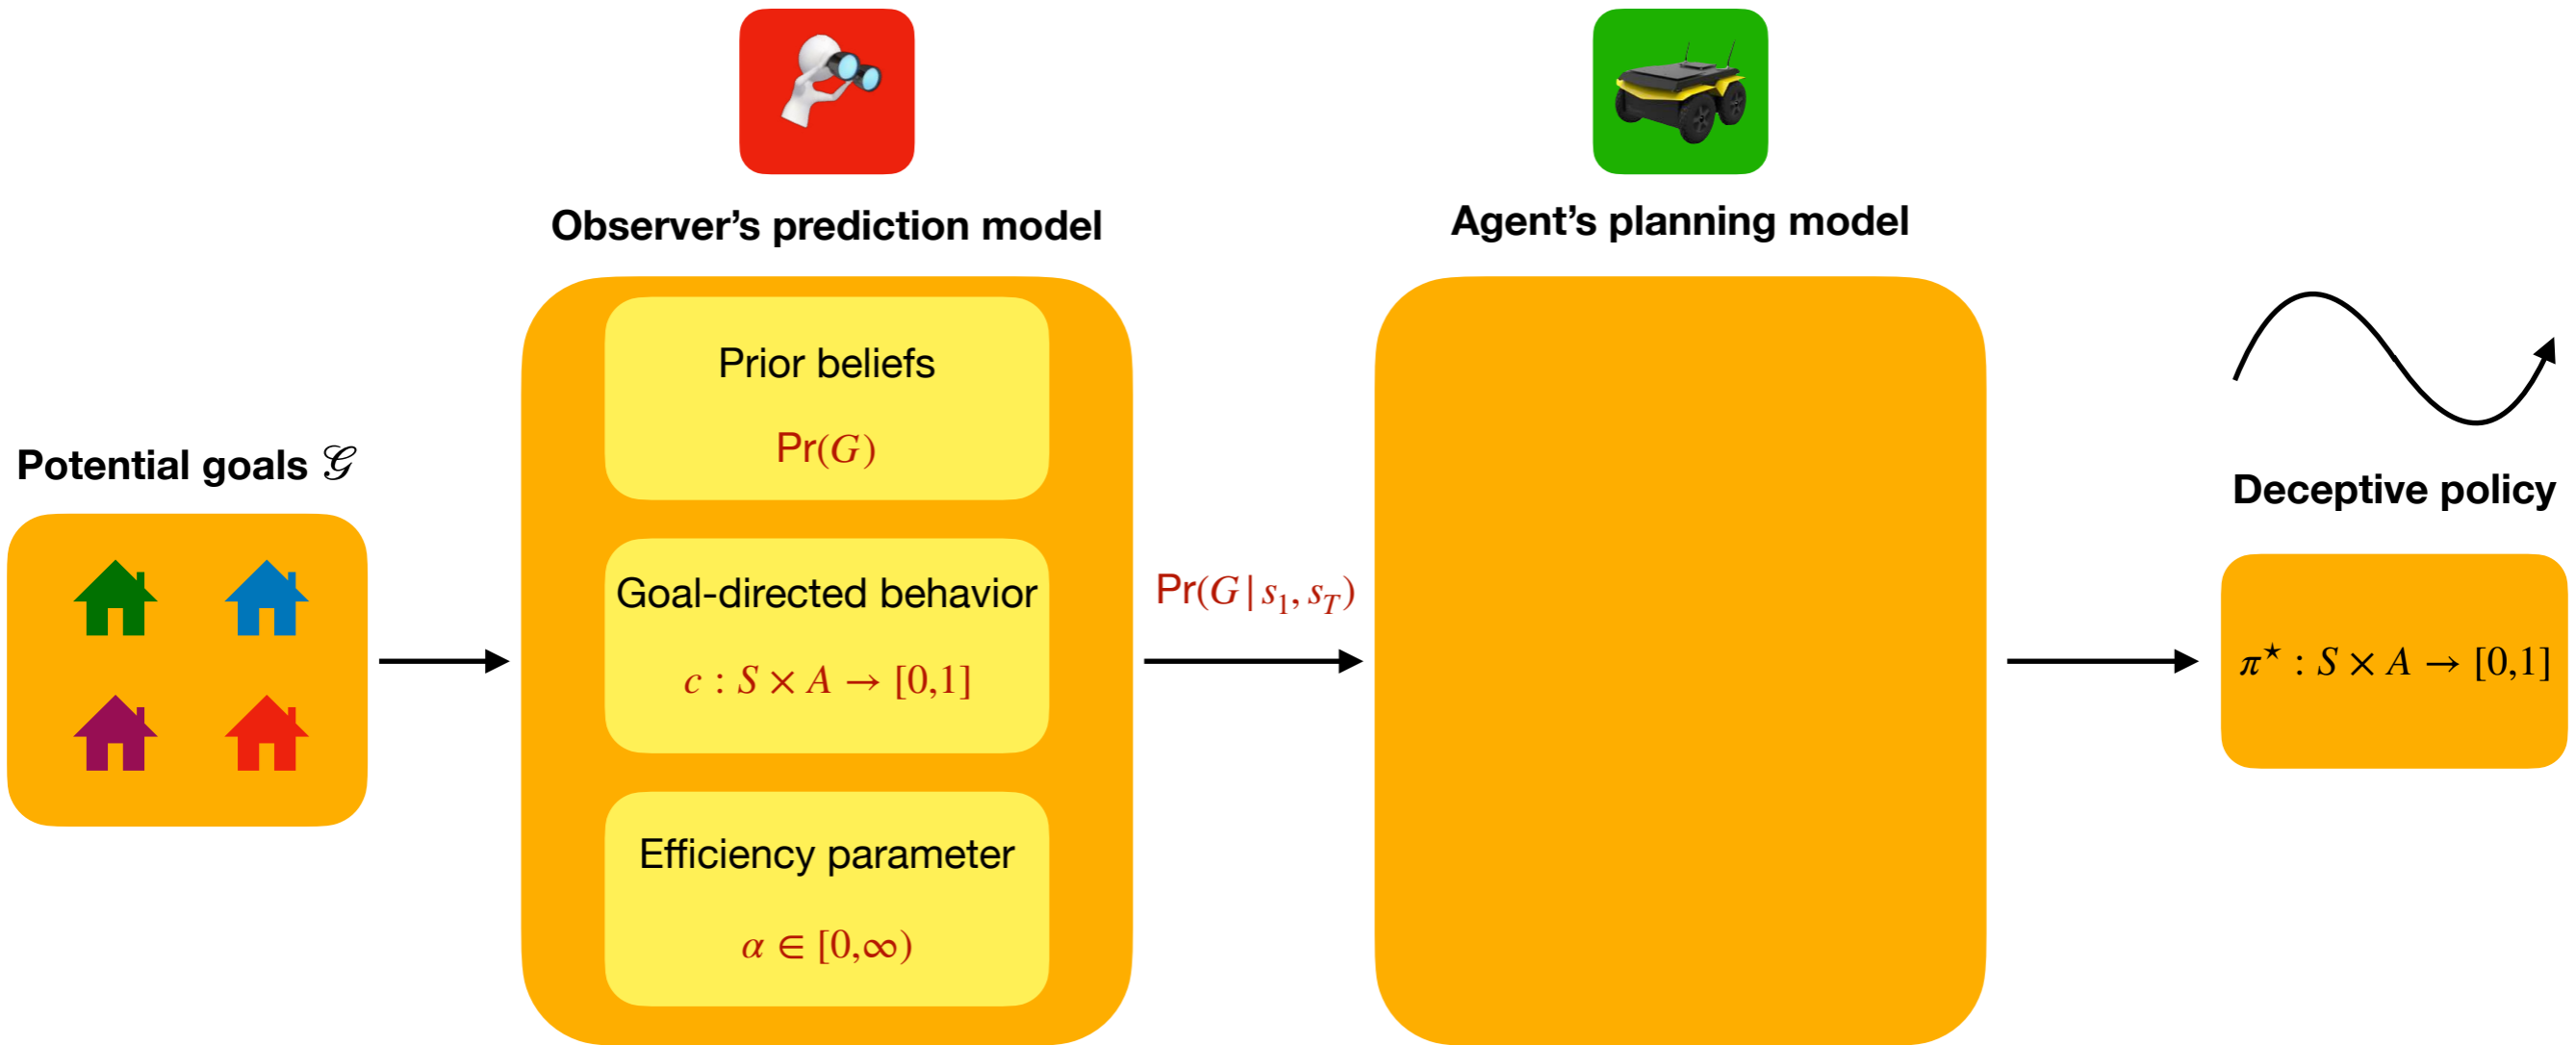 Observer’s prediction model
Agent’s planning model
Potential goals 𝒢
Prior beliefs
Pr(G)
Goal-directed behavior
c : S × A → [0,1]
Efficiency parameter
α ∈ [0,∞)
Pr(G | s₁, s_T)
Deceptive policy
π⋆ : S × A → [0,1]